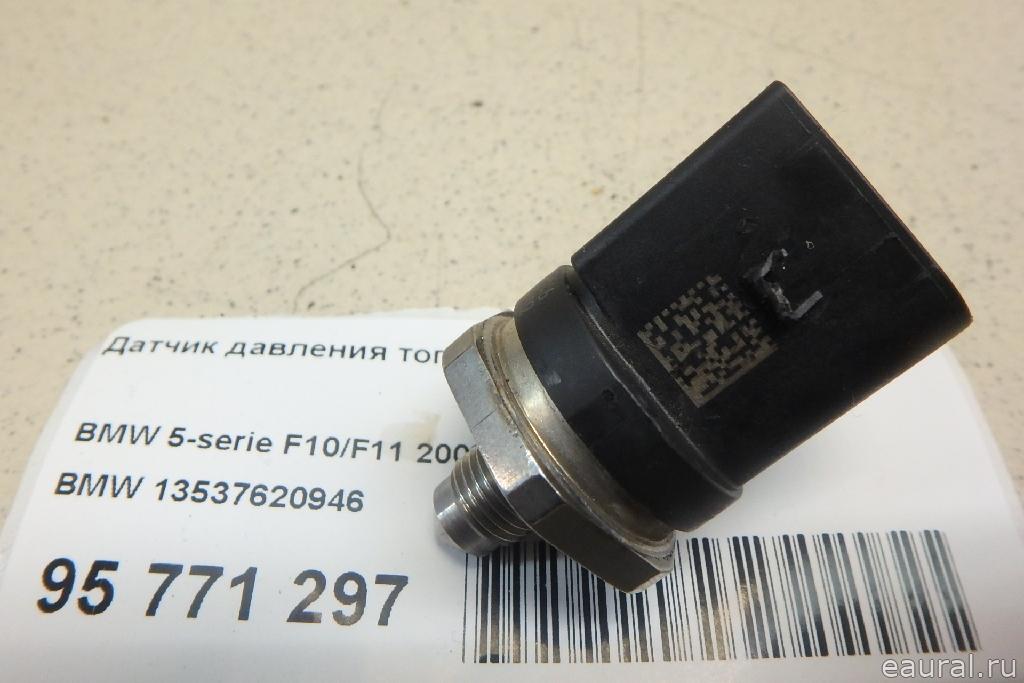 Датчик давления
BMW 5-serie F10/F11
BMW 13537620946
95 771 297
eaural.ru